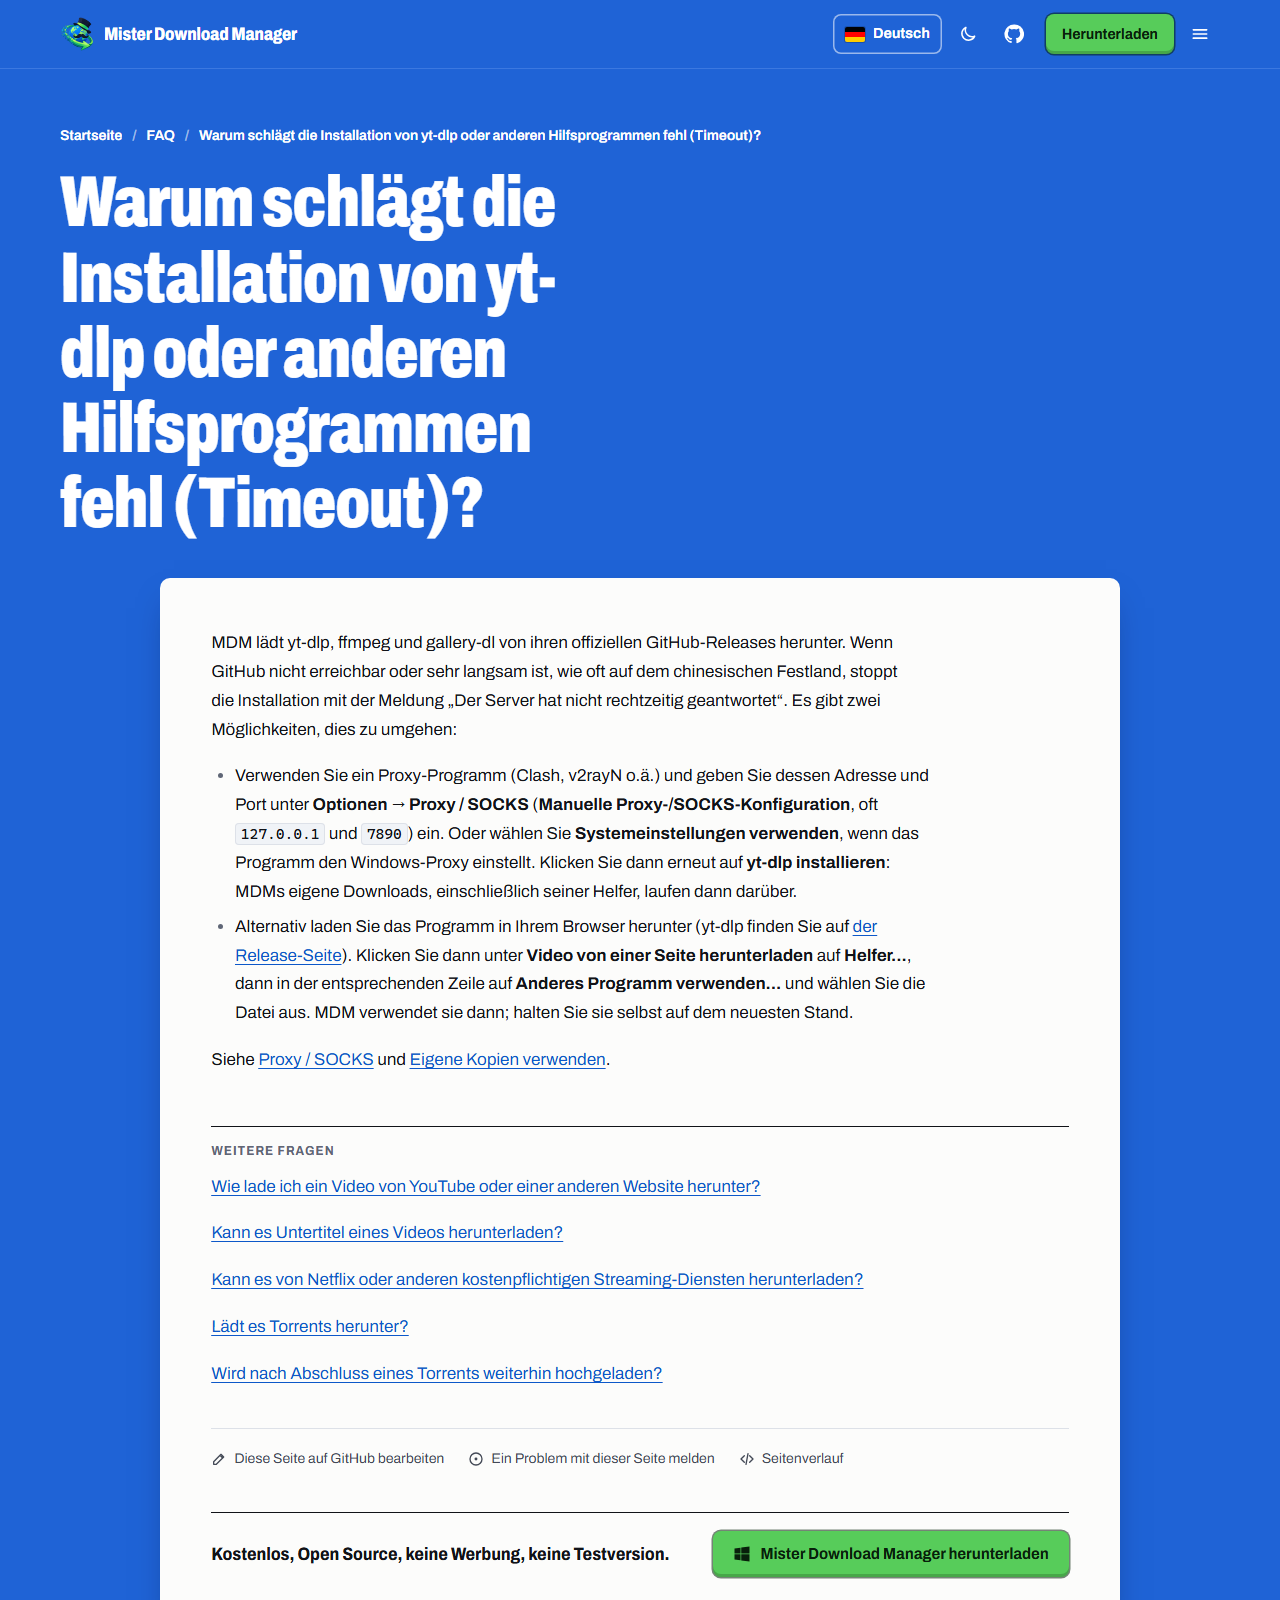 Mister Download Manager
Deutsch
Herunterladen
Startseite / FAQ / Warum schlägt die Installation von yt-dlp oder anderen Hilfsprogrammen fehl (Timeout)?
Warum schlägt die
Installation von yt-
dlp oder anderen
Hilfsprogrammen
fehl (Timeout)?
MDM lädt yt-dlp, ffmpeg und gallery-dl von ihren offiziellen GitHub-Releases herunter. Wenn
GitHub nicht erreichbar oder sehr langsam ist, wie oft auf dem chinesischen Festland, stoppt
die Installation mit der Meldung „Der Server hat nicht rechtzeitig geantwortet“. Es gibt zwei
Möglichkeiten, dies zu umgehen:
• Verwenden Sie ein Proxy-Programm (Clash, v2rayN o.ä.) und geben Sie dessen Adresse und
Port unter Optionen → Proxy / SOCKS (Manuelle Proxy-/SOCKS-Konfiguration, oft
127.0.0.1 und 7890) ein. Oder wählen Sie Systemeinstellungen verwenden, wenn das
Programm den Windows-Proxy einstellt. Klicken Sie dann erneut auf yt-dlp installieren:
MDMs eigene Downloads, einschließlich seiner Helfer, laufen dann darüber.
• Alternativ laden Sie das Programm in Ihrem Browser herunter (yt-dlp finden Sie auf der
Release-Seite). Klicken Sie dann unter Video von einer Seite herunterladen auf Helfer…,
dann in der entsprechenden Zeile auf Anderes Programm verwenden… und wählen Sie die
Datei aus. MDM verwendet sie dann; halten Sie sie selbst auf dem neuesten Stand.
Siehe Proxy / SOCKS und Eigene Kopien verwenden.
WEITERE FRAGEN
Wie lade ich ein Video von YouTube oder einer anderen Website herunter?
Kann es Untertitel eines Videos herunterladen?
Kann es von Netflix oder anderen kostenpflichtigen Streaming-Diensten herunterladen?
Lädt es Torrents herunter?
Wird nach Abschluss eines Torrents weiterhin hochgeladen?
Diese Seite auf GitHub bearbeiten
Ein Problem mit dieser Seite melden
Seitenverlauf
Kostenlos, Open Source, keine Werbung, keine Testversion.
Mister Download Manager herunterladen